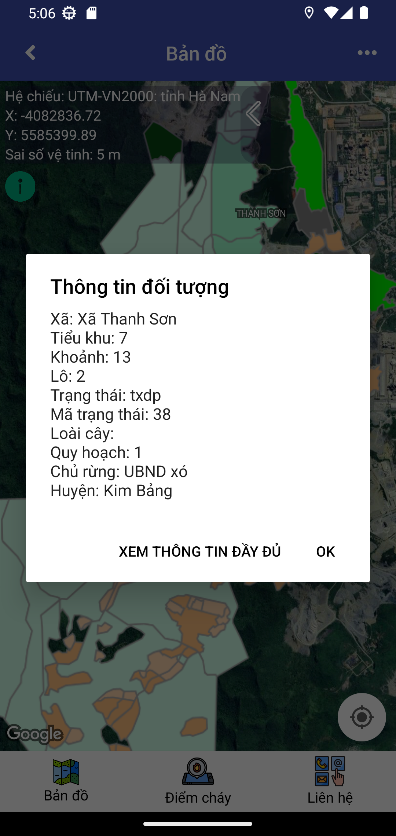 5:06
Bản đồ
Hệ chiếu: UTM-VN2000: tỉnh Hà Nam
X: -4082836.72
Y: 5585399.89
Sai số vệ tinh: 5 m
THANH SƠN
Thông tin đối tượng
Xã: Xã Thanh Sơn
Tiểu khu: 7
Khoảnh: 13
Lô: 2
Trạng thái: txdp
Mã trạng thái: 38
Loài cây:
Quy hoạch: 1
Chủ rừng: UBND xó
Huyện: Kim Bảng
XEM THÔNG TIN ĐẦY ĐỦ OK
Google
Bản đồ Điểm cháy Liên hệ